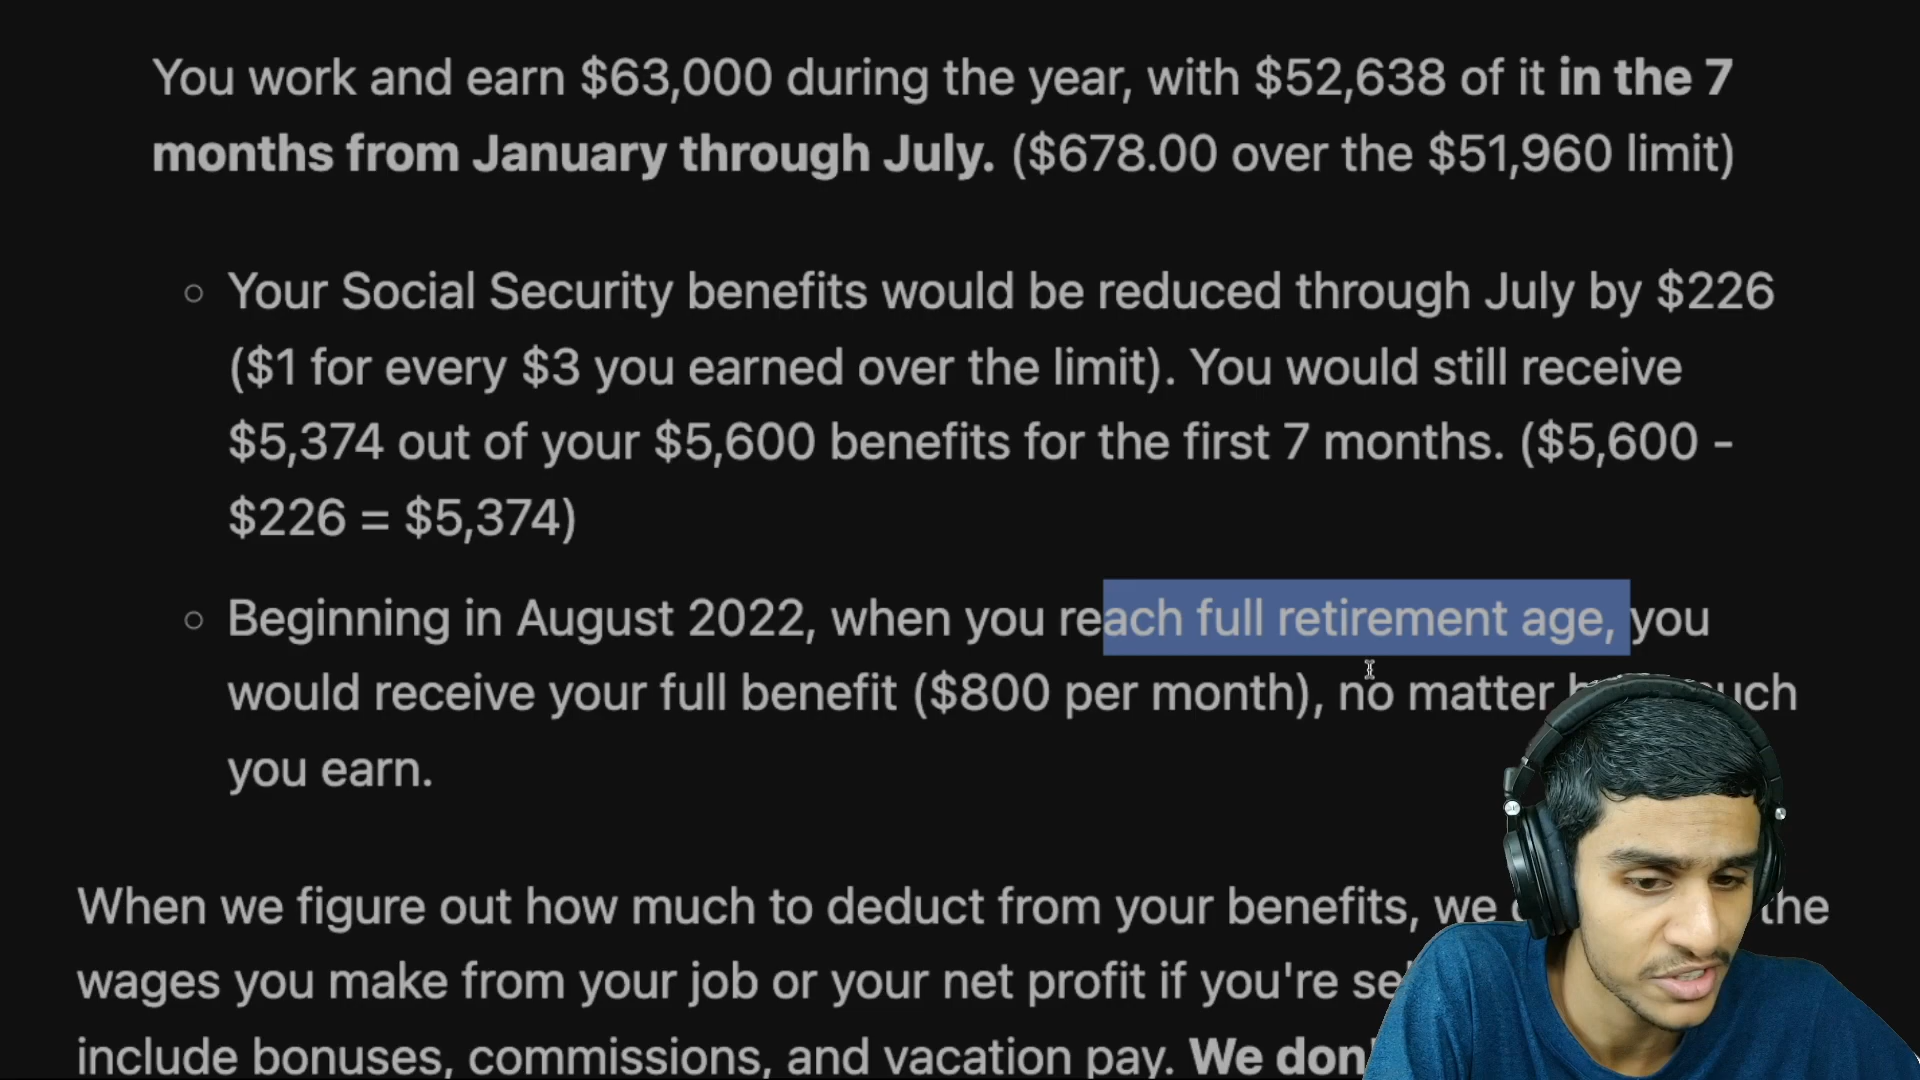 You work and earn $63,000 during the year, with $52,638 of it in the 7
months from January through July. ($678.00 over the $51,960 limit)
Your Social Security benefits would be reduced through July by $226
($1 for every $3 you earned over the limit). You would still receive
$5,374 out of your $5,600 benefits for the first 7 months. ($5,600 -
$226 = $5,374)
Beginning in August 2022, when you reach full retirement age, you
would receive your full benefit ($800 per month), no matter much
you earn.
When we figure out how much to deduct from your benefits, we the
wages you make from your job or your net profit if you're
include bonuses, commissions, and vacation pay. We